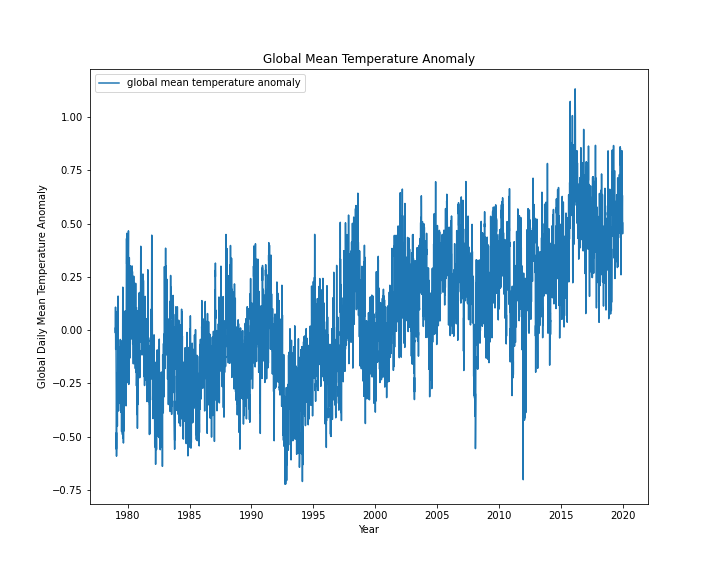 Global Mean Temperature Anomaly
global mean temperature anomaly
1.00
0.75
0.50
0.25
0.00
−0.25
−0.50
−0.75
Global Daily Mean Temperature Anomaly
1980 1985 1990 1995 2000 2005 2010 2015 2020
Year